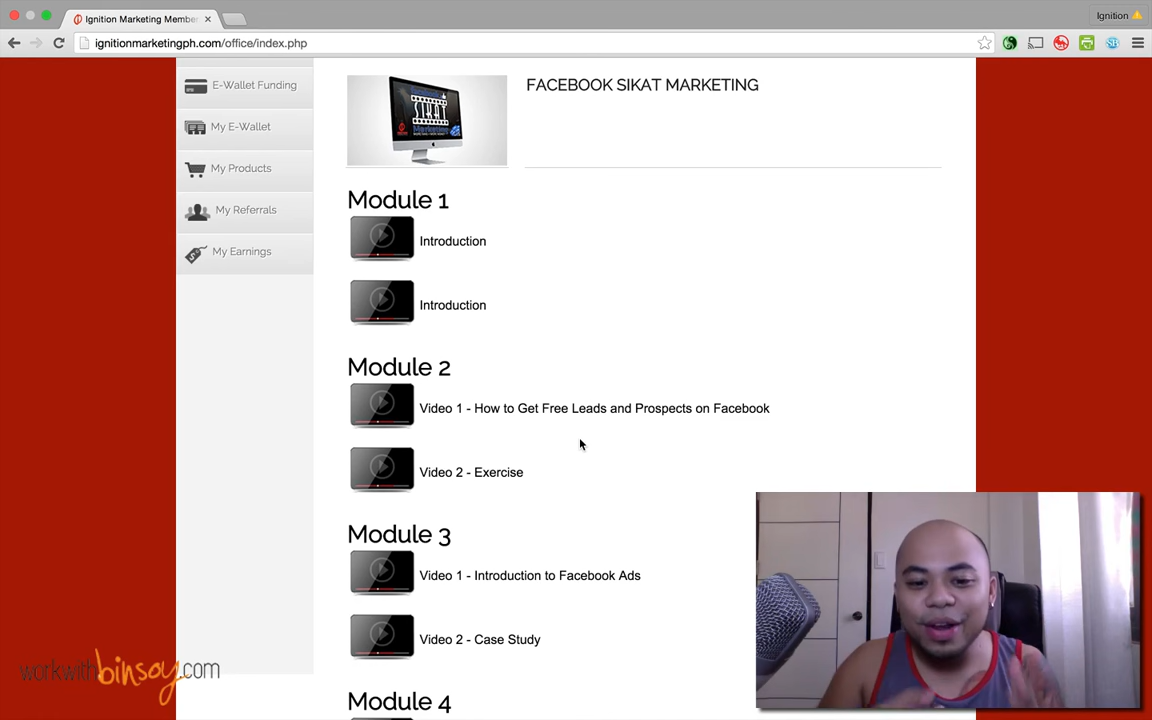 Ignition Marketing Membe
Ignition
ignitionmarketingph.com/office/index.php
E-Wallet Funding
My E-Wallet
My Products
My Referrals
My Earnings
SIKAT
Marketing
FACEBOOK SIKAT MARKETING
Module 1
Introduction
Introduction
Module 2
Video 1 - How to Get Free Leads and Prospects on Facebook
Video 2 - Exercise
Module 3
Video 1 - Introduction to Facebook Ads
Video 2 - Case Study
Module 4
workwithbinsoy.com